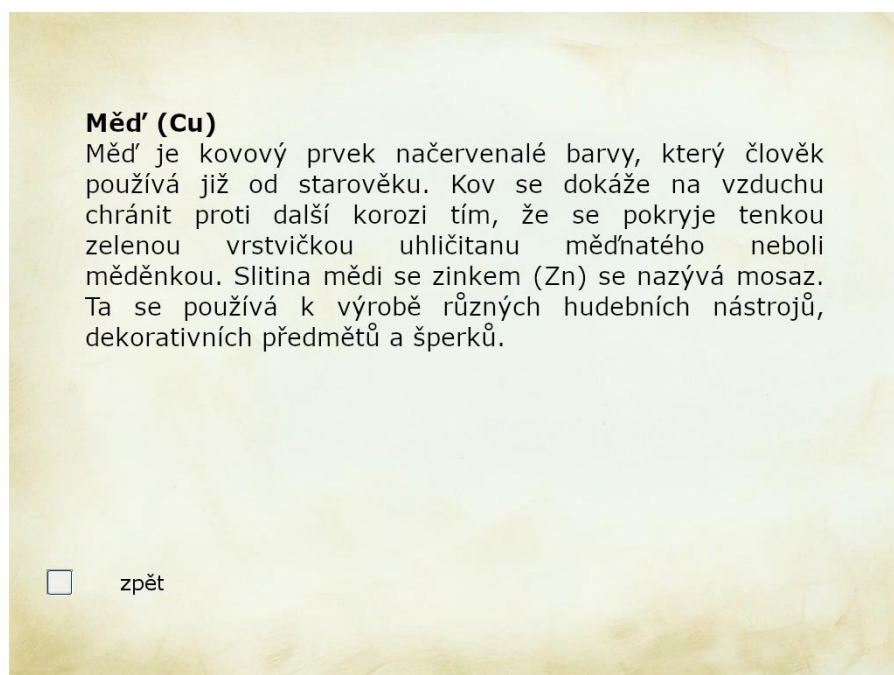 Měď (Cu)
Měď je kovový prvek načervenalé barvy, který člověk
používá již od starověku. Kov se dokáže na vzduchu
chránit proti další korozi tím, že se pokryje tenkou
zelenou vrstvičkou uhličitanu měďnatého neboli
měděnkou. Slitina mědi se zinkem (Zn) se nazývá mosaz.
Ta se používá k výrobě různých hudebních nástrojů,
dekorativních předmětů a šperků.
zpět